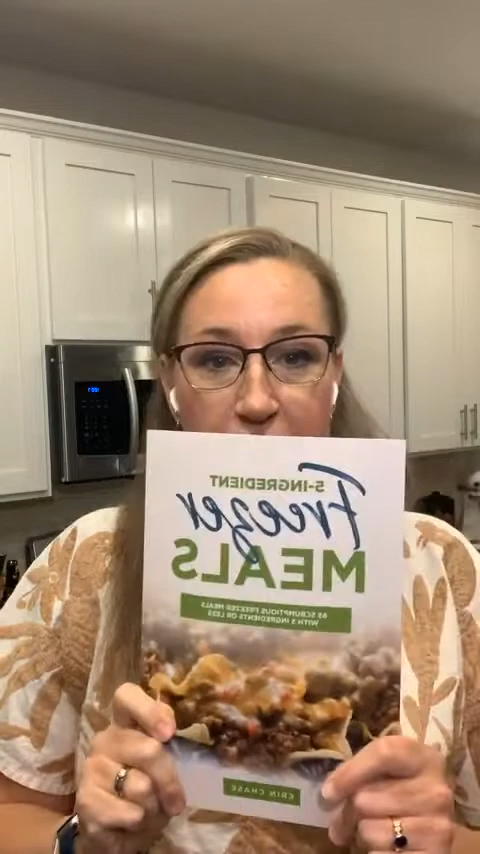 5-INGREDIENT
Freezer
MEALS
65 SCRUMPTIOUS FREEZER MEALS
WITH 5 INGREDIENTS OR LESS
ERIN CHASE